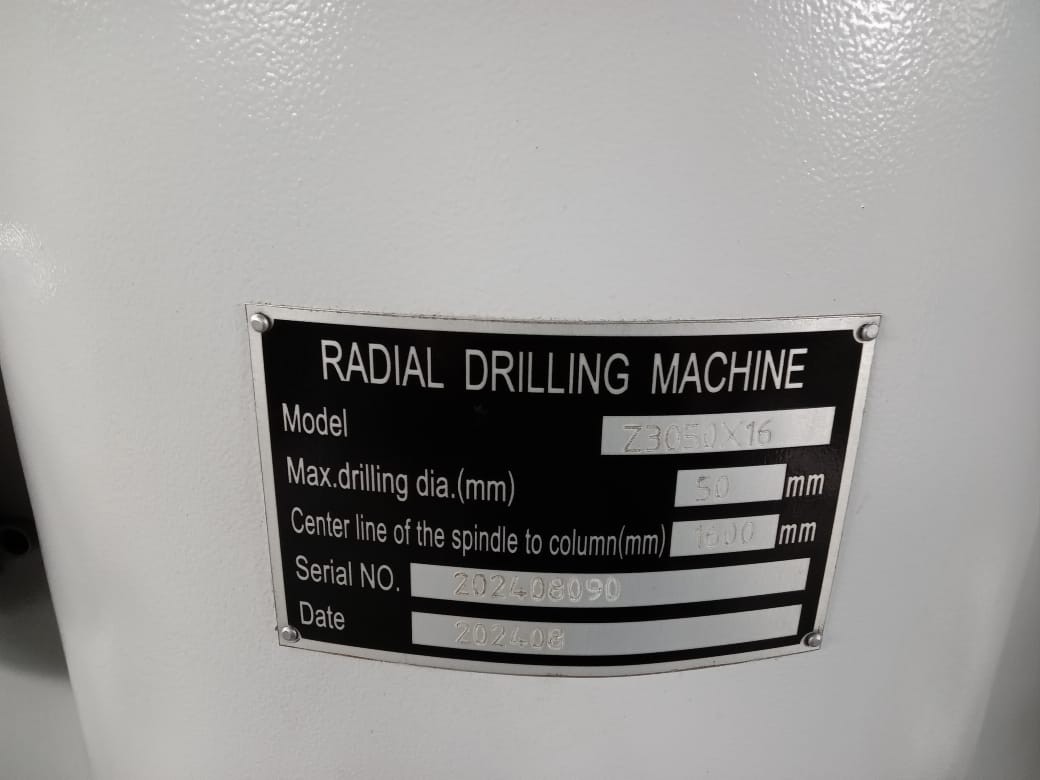 RADIAL DRILLING MACHINE
Model Z3050X16
Max.drilling dia.(mm) 50 mm
Center line of the spindle to column(mm) 1600 mm
Serial NO. 202408090
Date 202408